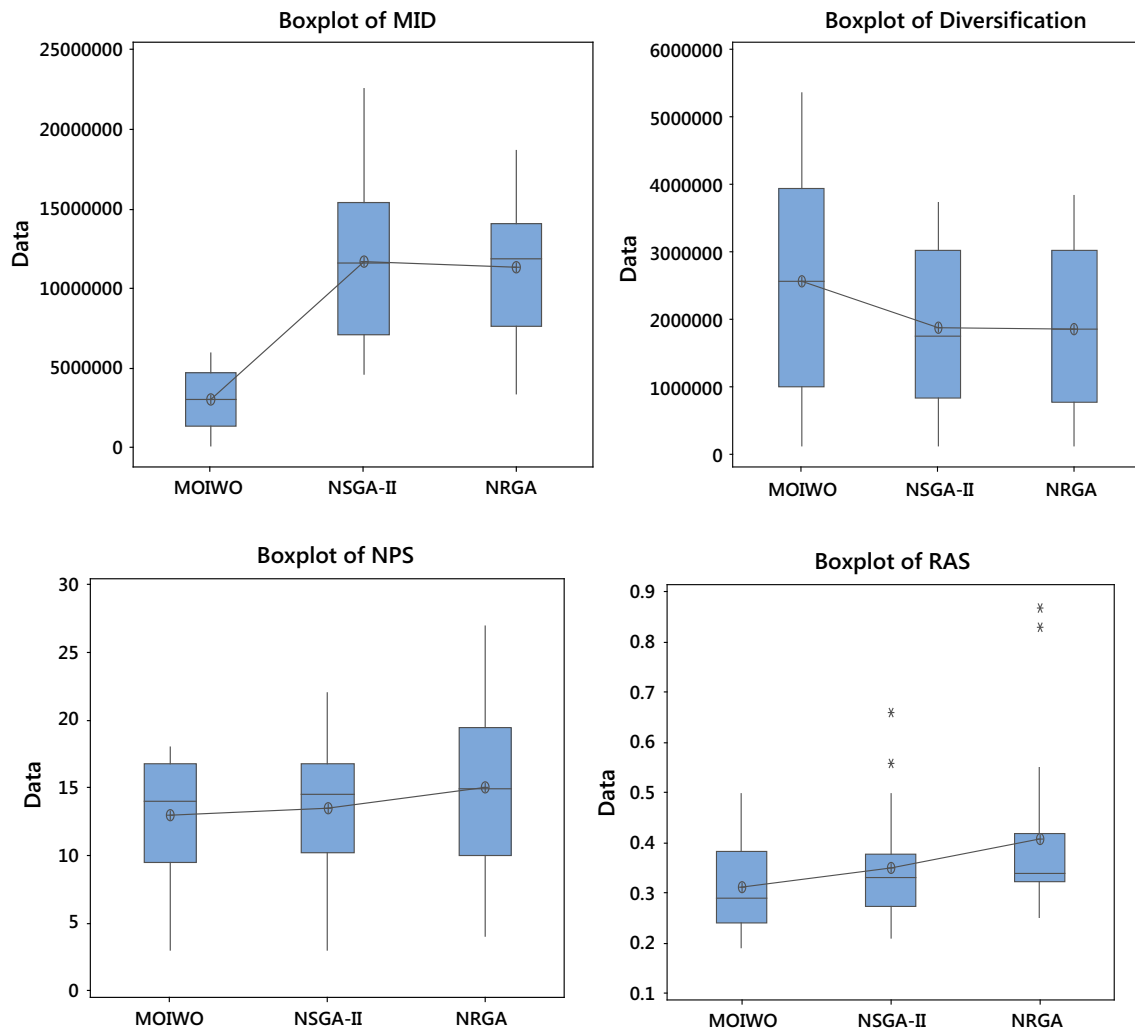 Boxplot of MID
Data
25000000
20000000
15000000
10000000
5000000
0
MOIWO NSGA-II NRGA
Boxplot of Diversification
Data
6000000
5000000
4000000
3000000
2000000
1000000
0
MOIWO NSGA-II NRGA
Boxplot of NPS
Data
30
25
20
15
10
5
0
MOIWO NSGA-II NRGA
Boxplot of RAS
Data
0.9
0.8
0.7
0.6
0.5
0.4
0.3
0.2
0.1
MOIWO NSGA-II NRGA